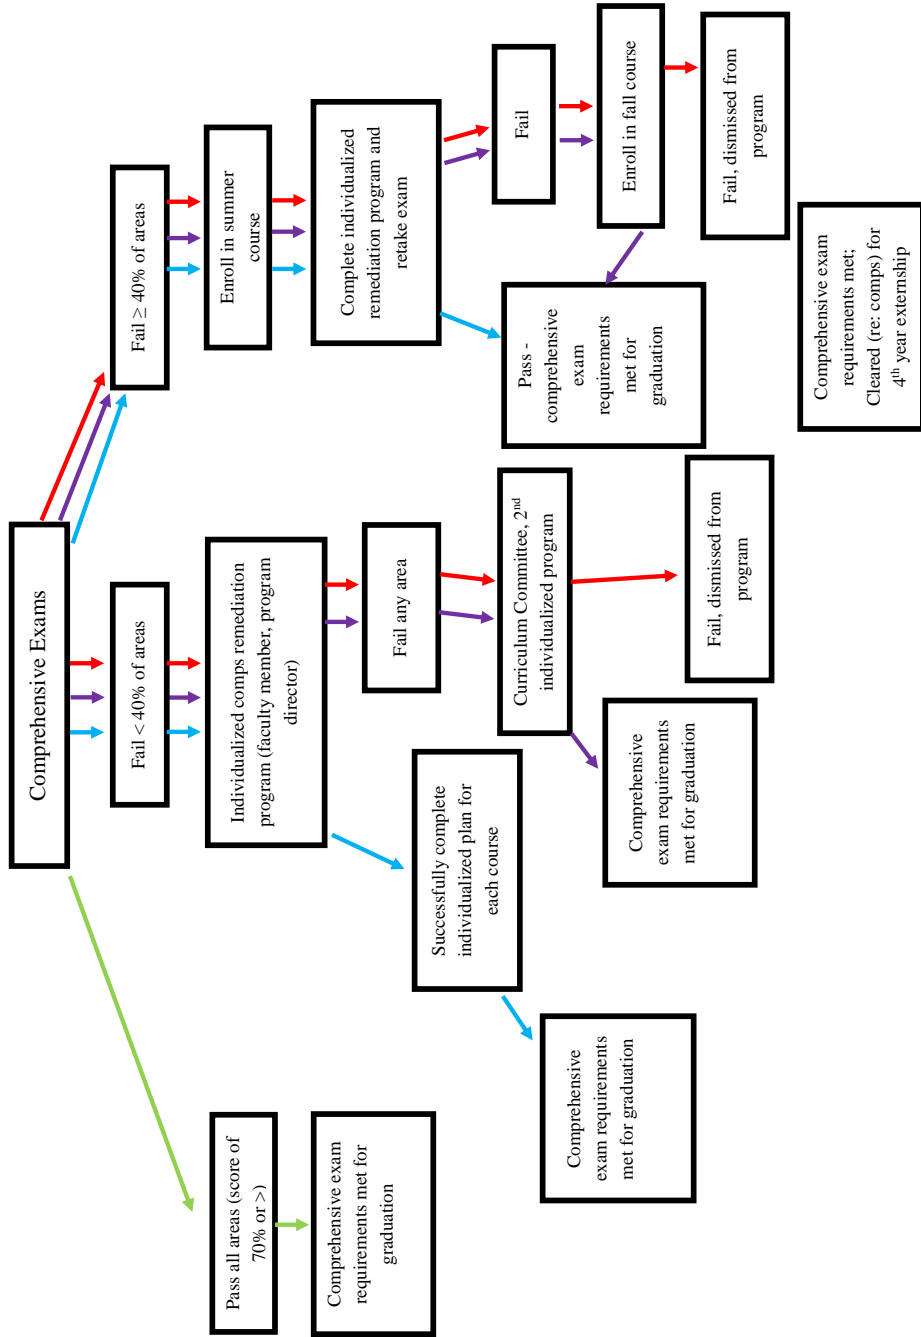 Comprehensive Exams
Pass all areas (score of
70% or >)
Comprehensive exam
requirements met for
graduation
Fail < 40% of areas
Individualized comps remediation
program (faculty member, program
director)
Successfully complete
individualized plan for
each course
Comprehensive
exam requirements
met for graduation
Fail any area
Curriculum Committee, 2nd
individualized program
Comprehensive
exam requirements
met for graduation
Fail, dismissed from
program
Fail ≥ 40% of areas
Enroll in summer
course
Complete individualized
remediation program and
retake exam
Pass -
comprehensive
exam
requirements
met for
graduation
Fail
Enroll in fall course
Fail, dismissed from
program
Comprehensive exam
requirements met;
Cleared (re: comps) for
4th year externship